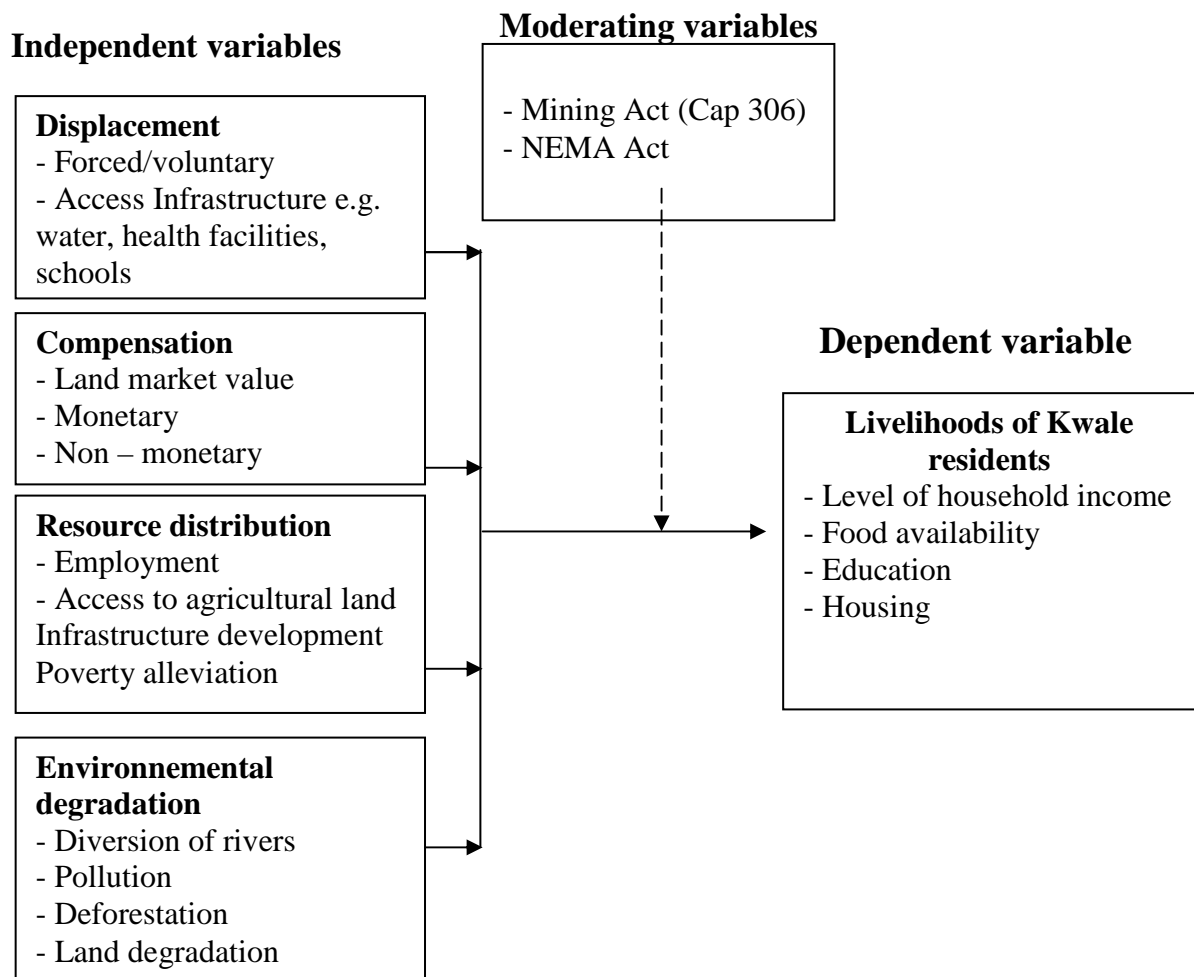 Independent variables
Displacement
- Forced/voluntary
- Access Infrastructure e.g.
water, health facilities,
schools
Compensation
- Land market value
- Monetary
- Non – monetary
Resource distribution
- Employment
- Access to agricultural land
Infrastructure development
Poverty alleviation
Environnemental
degradation
- Diversion of rivers
- Pollution
- Deforestation
- Land degradation
Moderating variables
- Mining Act (Cap 306)
- NEMA Act
Dependent variable
Livelihoods of Kwale
residents
- Level of household income
- Food availability
- Education
- Housing